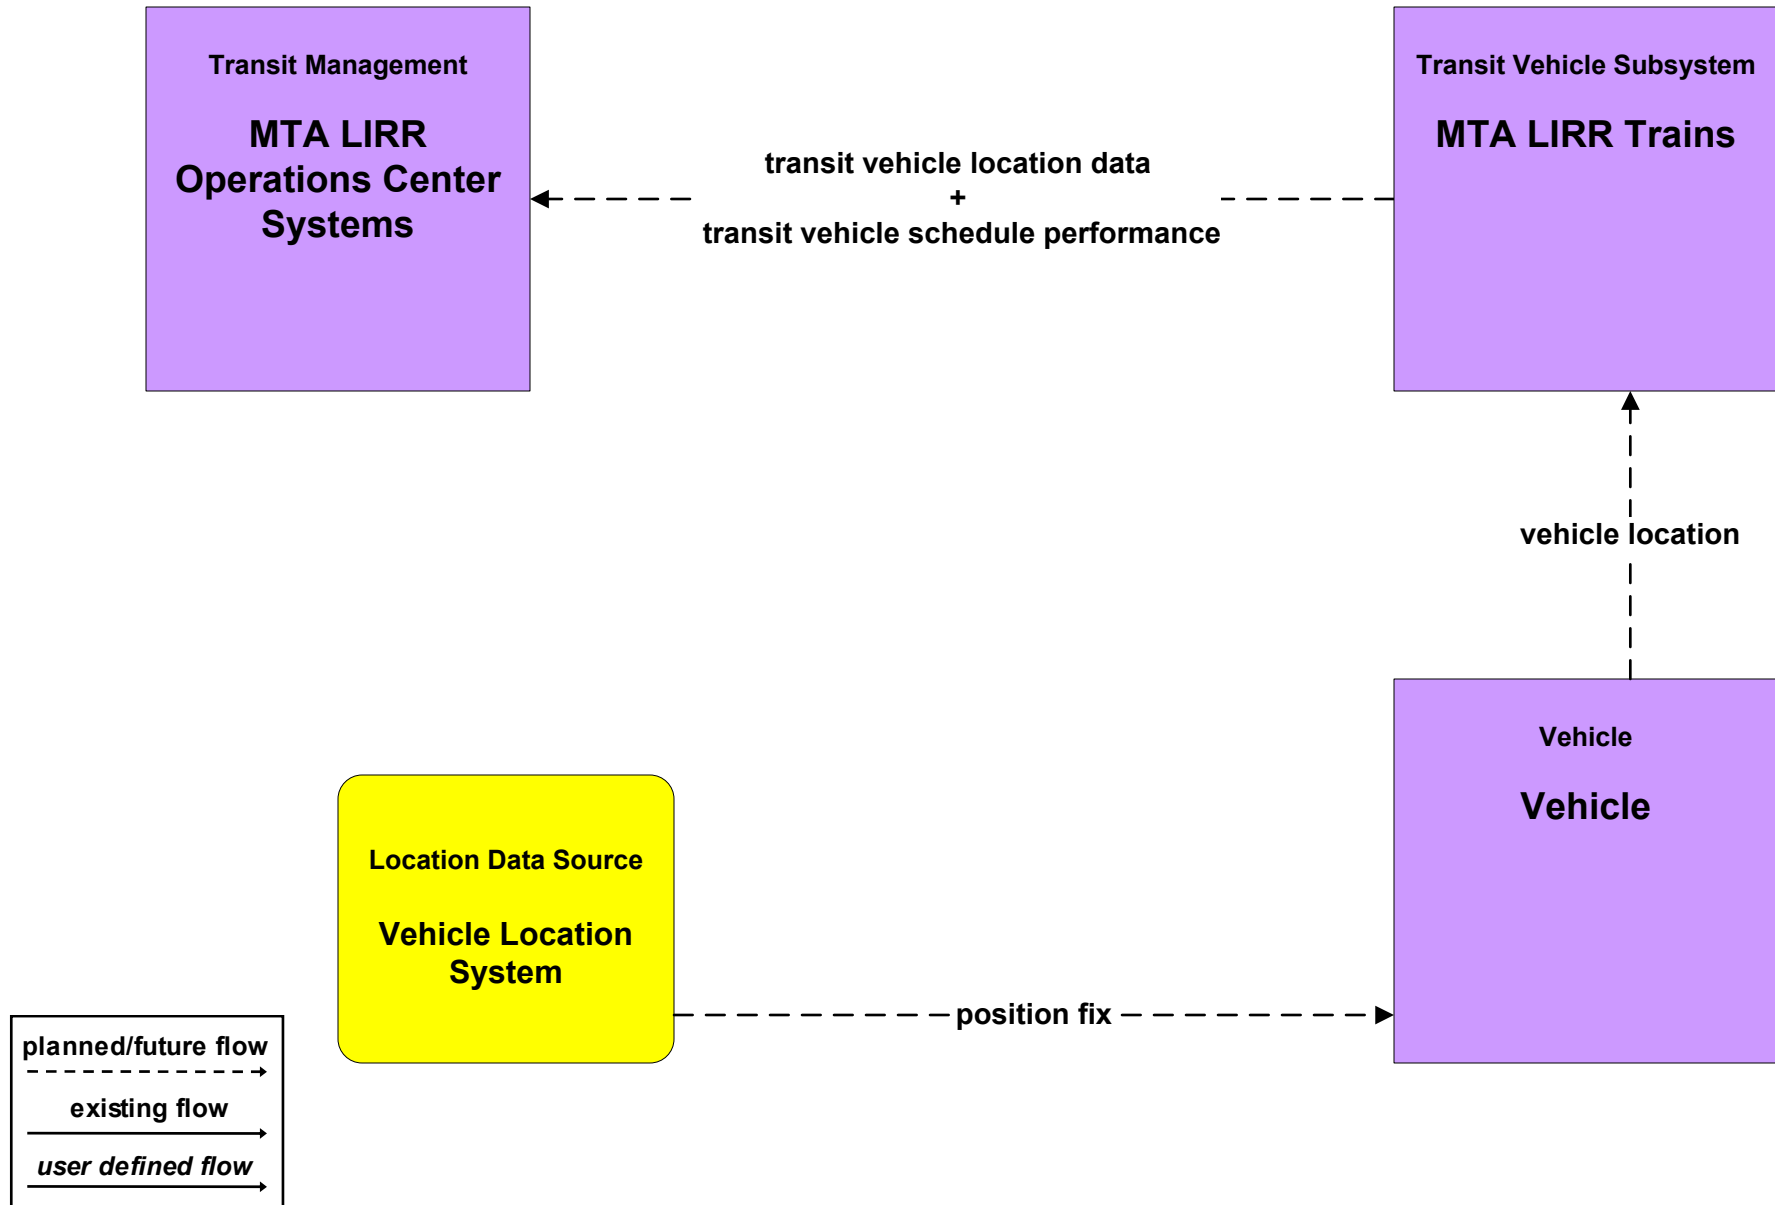 Transit Management
MTA LIRR
Operations Center
Systems
transit vehicle location data
+
transit vehicle schedule performance
Transit Vehicle Subsystem
MTA LIRR Trains
vehicle location
Vehicle
Vehicle
Location Data Source
Vehicle Location
System
position fix
planned/future flow
existing flow
user defined flow